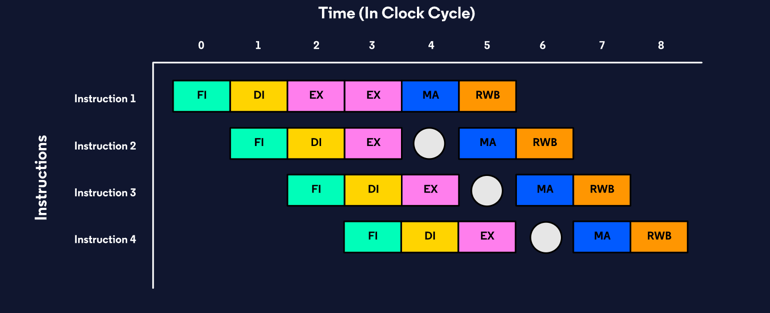 Time (In Clock Cycle)
0 1 2 3 4 5 6 7 8
Instructions
Instruction 1 FI DI EX EX MA RWB
Instruction 2 FI DI EX MA RWB
Instruction 3 FI DI EX MA RWB
Instruction 4 FI DI EX MA RWB